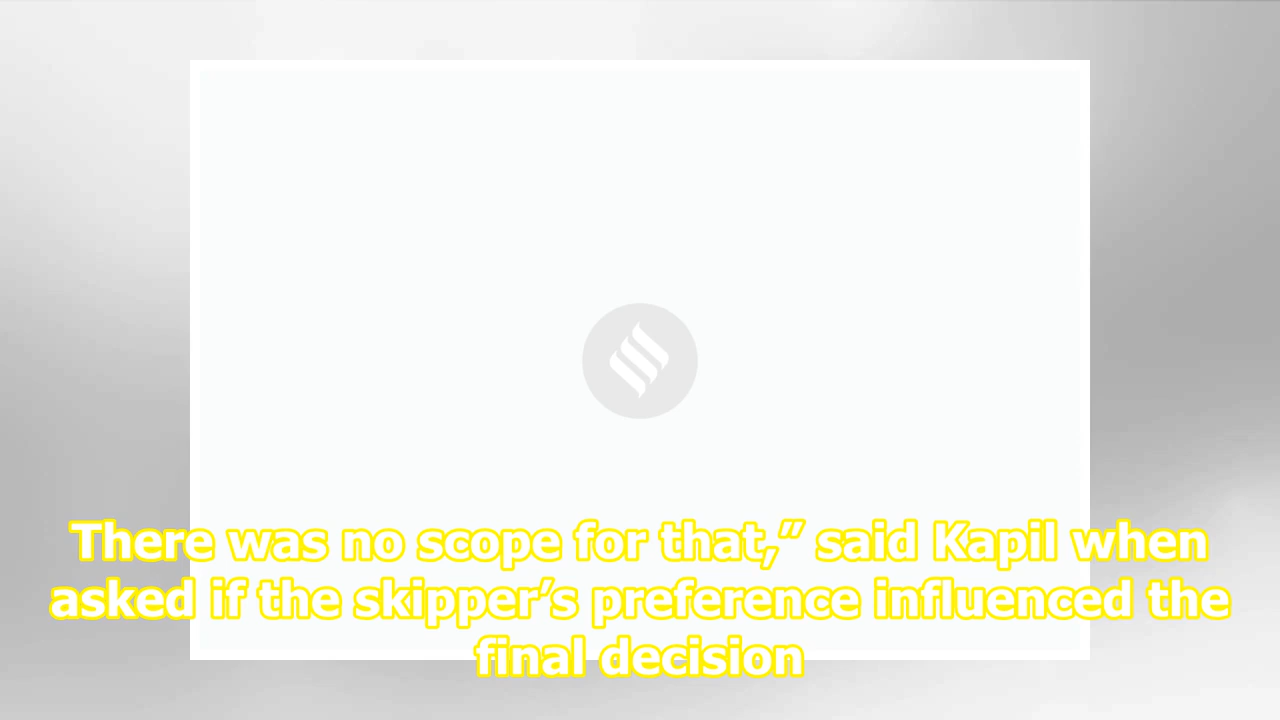 There was no scope for that,” said Kapil when
asked if the skipper’s preference influenced the
final decision